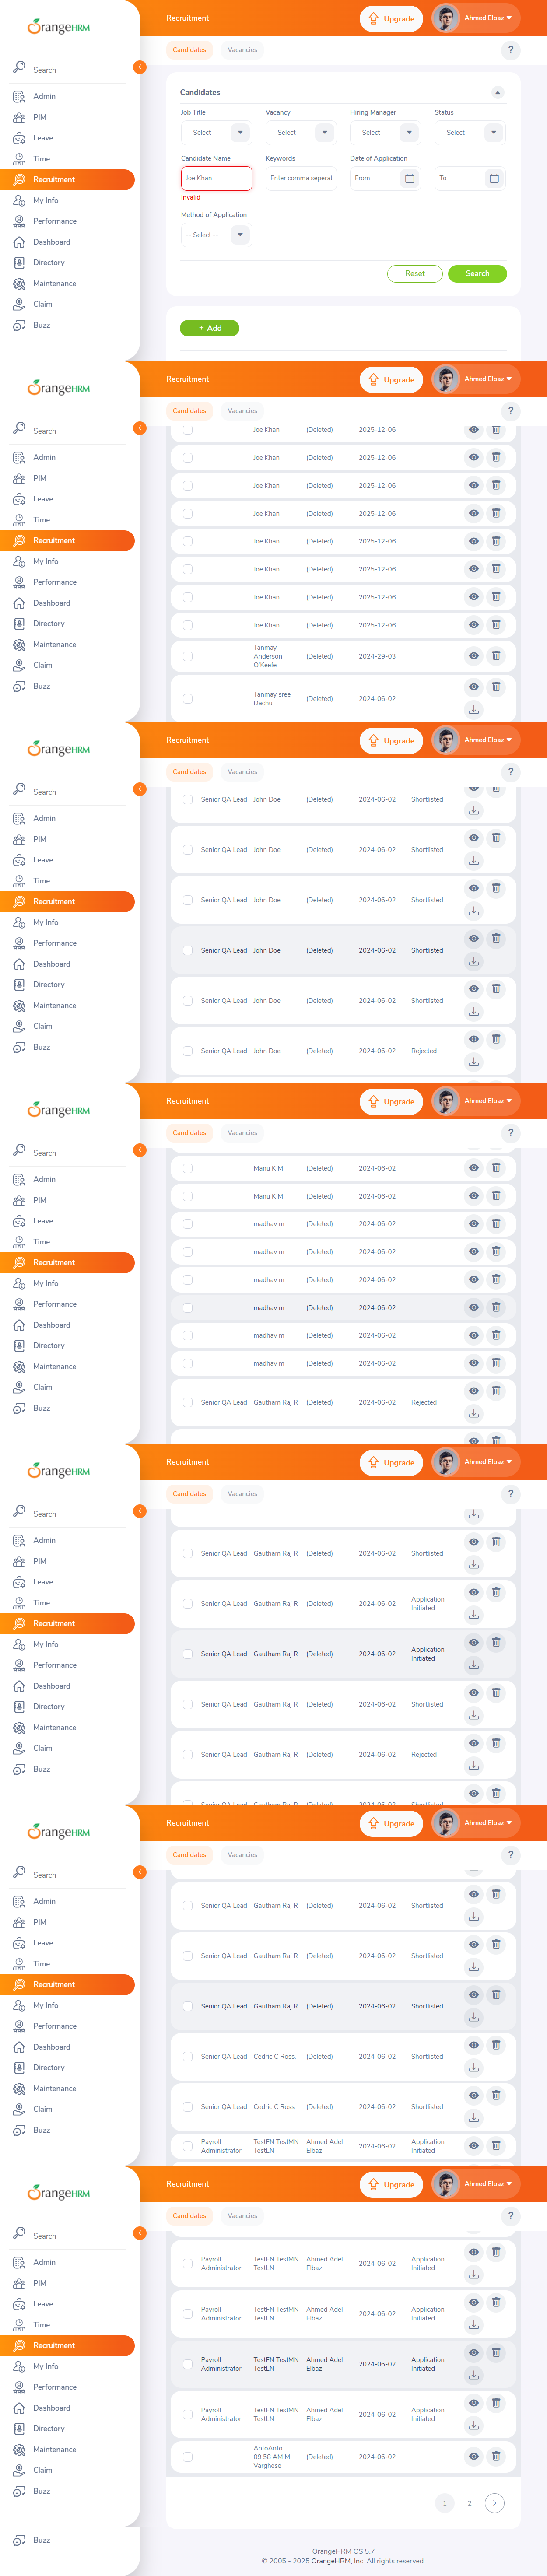 OrangeHRM
Recruitment
Upgrade
Ahmed Elbaz
Candidates
Vacancies
?
Search
Admin
PIM
Leave
Time
Recruitment
My Info
Performance
Dashboard
Directory
Maintenance
Claim
Buzz
Candidates
Job Title
Vacancy
Hiring Manager
Status
-- Select --
-- Select --
-- Select --
-- Select --
Candidate Name
Keywords
Date of Application
Joe Khan
Enter comma seperat
From
To
Invalid
Method of Application
-- Select --
Reset
Search
+ Add
OrangeHRM
Recruitment
Upgrade
Ahmed Elbaz
Candidates
Vacancies
?
Search
Admin
PIM
Leave
Time
Recruitment
My Info
Performance
Dashboard
Directory
Maintenance
Claim
Buzz
Joe Khan (Deleted) 2025-12-06
Joe Khan (Deleted) 2025-12-06
Joe Khan (Deleted) 2025-12-06
Joe Khan (Deleted) 2025-12-06
Joe Khan (Deleted) 2025-12-06
Joe Khan (Deleted) 2025-12-06
Joe Khan (Deleted) 2025-12-06
Joe Khan (Deleted) 2025-12-06
Tanmay
Anderson (Deleted) 2024-29-03
O'Keefe
Tanmay sree
Dachu
(Deleted) 2024-06-02
OrangeHRM
Recruitment
Upgrade
Ahmed Elbaz
Candidates
Vacancies
?
Search
Admin
PIM
Leave
Time
Recruitment
My Info
Performance
Dashboard
Directory
Maintenance
Claim
Buzz
Senior QA Lead John Doe (Deleted) 2024-06-02 Shortlisted
Senior QA Lead John Doe (Deleted) 2024-06-02 Shortlisted
Senior QA Lead John Doe (Deleted) 2024-06-02 Shortlisted
Senior QA Lead John Doe (Deleted) 2024-06-02 Shortlisted
Senior QA Lead John Doe (Deleted) 2024-06-02 Shortlisted
Senior QA Lead John Doe (Deleted) 2024-06-02 Rejected
OrangeHRM
Recruitment
Upgrade
Ahmed Elbaz
Candidates
Vacancies
?
Search
Admin
PIM
Leave
Time
Recruitment
My Info
Performance
Dashboard
Directory
Maintenance
Claim
Buzz
Manu K M (Deleted) 2024-06-02
Manu K M (Deleted) 2024-06-02
madhav m (Deleted) 2024-06-02
madhav m (Deleted) 2024-06-02
madhav m (Deleted) 2024-06-02
madhav m (Deleted) 2024-06-02
madhav m (Deleted) 2024-06-02
madhav m (Deleted) 2024-06-02
Senior QA Lead Gautham Raj R (Deleted) 2024-06-02 Rejected
OrangeHRM
Recruitment
Upgrade
Ahmed Elbaz
Candidates
Vacancies
?
Search
Admin
PIM
Leave
Time
Recruitment
My Info
Performance
Dashboard
Directory
Maintenance
Claim
Buzz
Senior QA Lead Gautham Raj R (Deleted) 2024-06-02 Shortlisted
Senior QA Lead Gautham Raj R (Deleted) 2024-06-02 Application
Initiated
Senior QA Lead Gautham Raj R (Deleted) 2024-06-02 Application
Initiated
Senior QA Lead Gautham Raj R (Deleted) 2024-06-02 Shortlisted
Senior QA Lead Gautham Raj R (Deleted) 2024-06-02 Rejected
Senior QA Lead Gautham Raj R (Deleted) 2024-06-02 Shortlisted
OrangeHRM
Recruitment
Upgrade
Ahmed Elbaz
Candidates
Vacancies
?
Search
Admin
PIM
Leave
Time
Recruitment
My Info
Performance
Dashboard
Directory
Maintenance
Claim
Buzz
Senior QA Lead Gautham Raj R (Deleted) 2024-06-02 Shortlisted
Senior QA Lead Gautham Raj R (Deleted) 2024-06-02 Shortlisted
Senior QA Lead Gautham Raj R (Deleted) 2024-06-02 Shortlisted
Senior QA Lead Cedric C Ross. (Deleted) 2024-06-02 Shortlisted
Senior QA Lead Cedric C Ross. (Deleted) 2024-06-02 Shortlisted
Payroll TestFN TestMN Ahmed Adel 2024-06-02 Application
Administrator TestLN Elbaz Initiated
OrangeHRM
Recruitment
Upgrade
Ahmed Elbaz
Candidates
Vacancies
?
Search
Admin
PIM
Leave
Time
Recruitment
My Info
Performance
Dashboard
Directory
Maintenance
Claim
Buzz
Payroll TestFN TestMN Ahmed Adel 2024-06-02 Application
Administrator TestLN Elbaz Initiated
Payroll TestFN TestMN Ahmed Adel 2024-06-02 Application
Administrator TestLN Elbaz Initiated
Payroll TestFN TestMN Ahmed Adel 2024-06-02 Application
Administrator TestLN Elbaz Initiated
Payroll TestFN TestMN Ahmed Adel 2024-06-02 Application
Administrator TestLN Elbaz Initiated
AntoAnto
09:58 AM M (Deleted) 2024-06-02
Varghese
1 2
Buzz
OrangeHRM OS 5.7
© 2005 - 2025 OrangeHRM, Inc. All rights reserved.